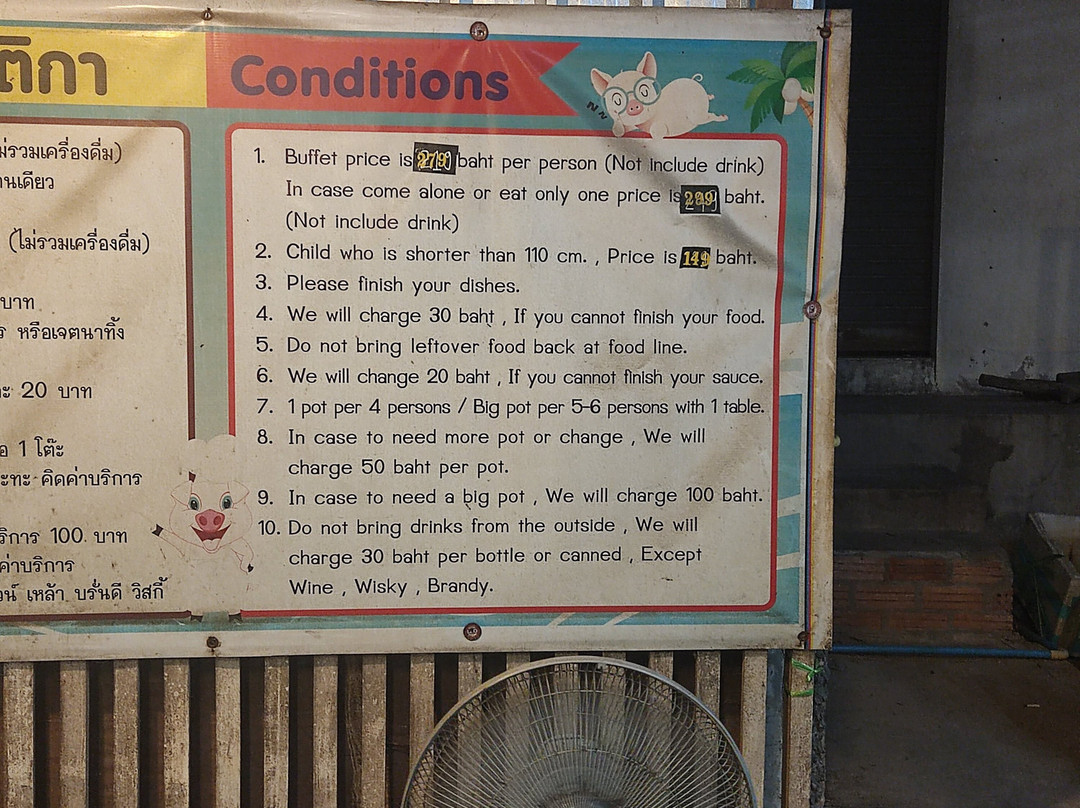 ติกา
ม่รวมเครื่องดื่ม)
านเดียว
(ไม่รวมเครื่องดื่ม)
บาท
ร หรือเจตนาทิ้ง
ะ 20 บาท
อ 1 โต๊ะ
ะทะ คิดค่าบริการ
ริการ 100 บาท
ค่าบริการ
วน์ เหล้า บรั่นดี วิสกี้
Conditions
1. Buffet price is baht per person (Not include drink)
In case come alone or eat only one price is 299 baht.
(Not include drink)
2. Child who is shorter than 110 cm. , Price is 149 baht.
3. Please finish your dishes.
4. We will charge 30 baht , If you cannot finish your food.
5. Do not bring leftover food back at food line.
6. We will change 20 baht , If you cannot finish your sauce.
7. 1 pot per 4 persons / Big pot per 5-6 persons with 1 table.
8. In case to need more pot or change , We will
charge 50 baht per pot.
9. In case to need a big pot , We will charge 100 baht.
10. Do not bring drinks from the outside , We will
charge 30 baht per bottle or canned , Except
Wine , Wisky , Brandy.